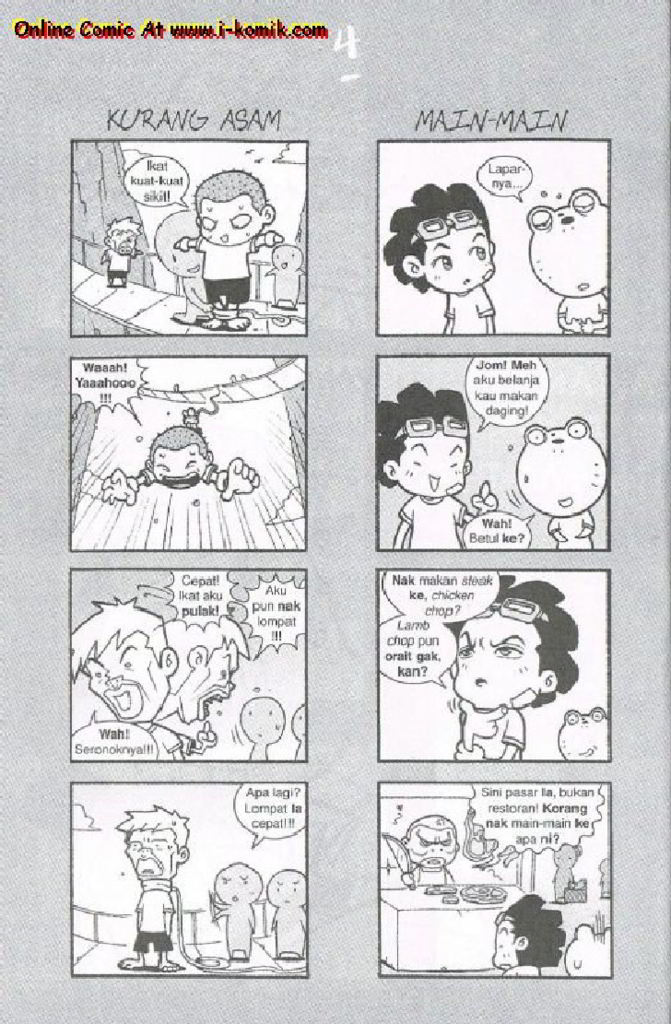 Online Comic At www.i-komik.com
4
KURANG ASAM
Ikat
kuat-kuat
sikit!
Waaah!
Yaaahooo
!!!
Cepat!
Ikat aku
pulak!
Aku
pun nak
lompat
!!!
Wah!
Seronoknya!!!
Apa lagi?
Lompat la
cepat!!!
MAIN-MAIN
Lapar-
nya...
Jom! Meh
aku belanja
kau makan
daging!
Wah!
Betul ke?
Nak makan steak
ke, chicken
chop?
Lamb
chop pun
orait gak,
kan?
Sini pasar la, bukan
restoran! Korang
nak main-main ke
apa ni?